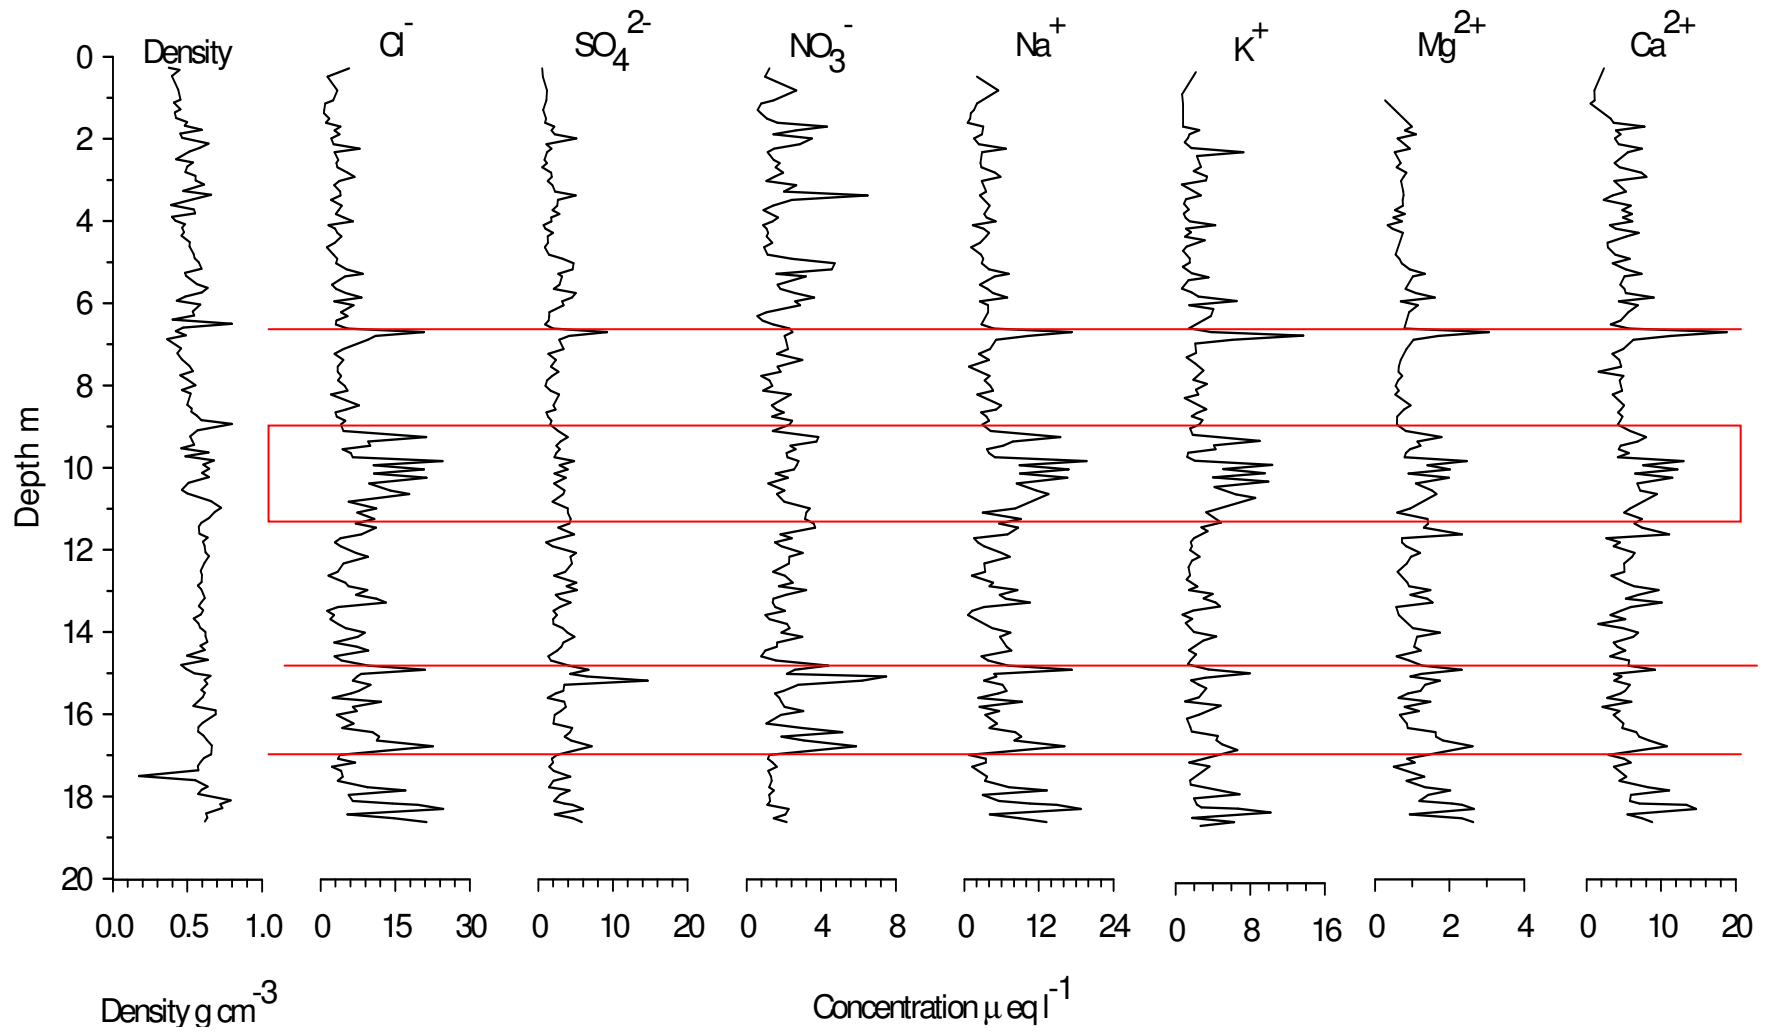 Density Cl- SO4 2- NO3- Na+ K+ Mg2+ Ca2+
0
2
4
6
8
10
12
14
16
18
20
Depth m
0.0 0.5 1.0 0 15 30 0 10 20 0 4 8 0 12 24 0 8 16 0 2 4 0 10 20
Density g cm-3 Concentration μ eq l-1